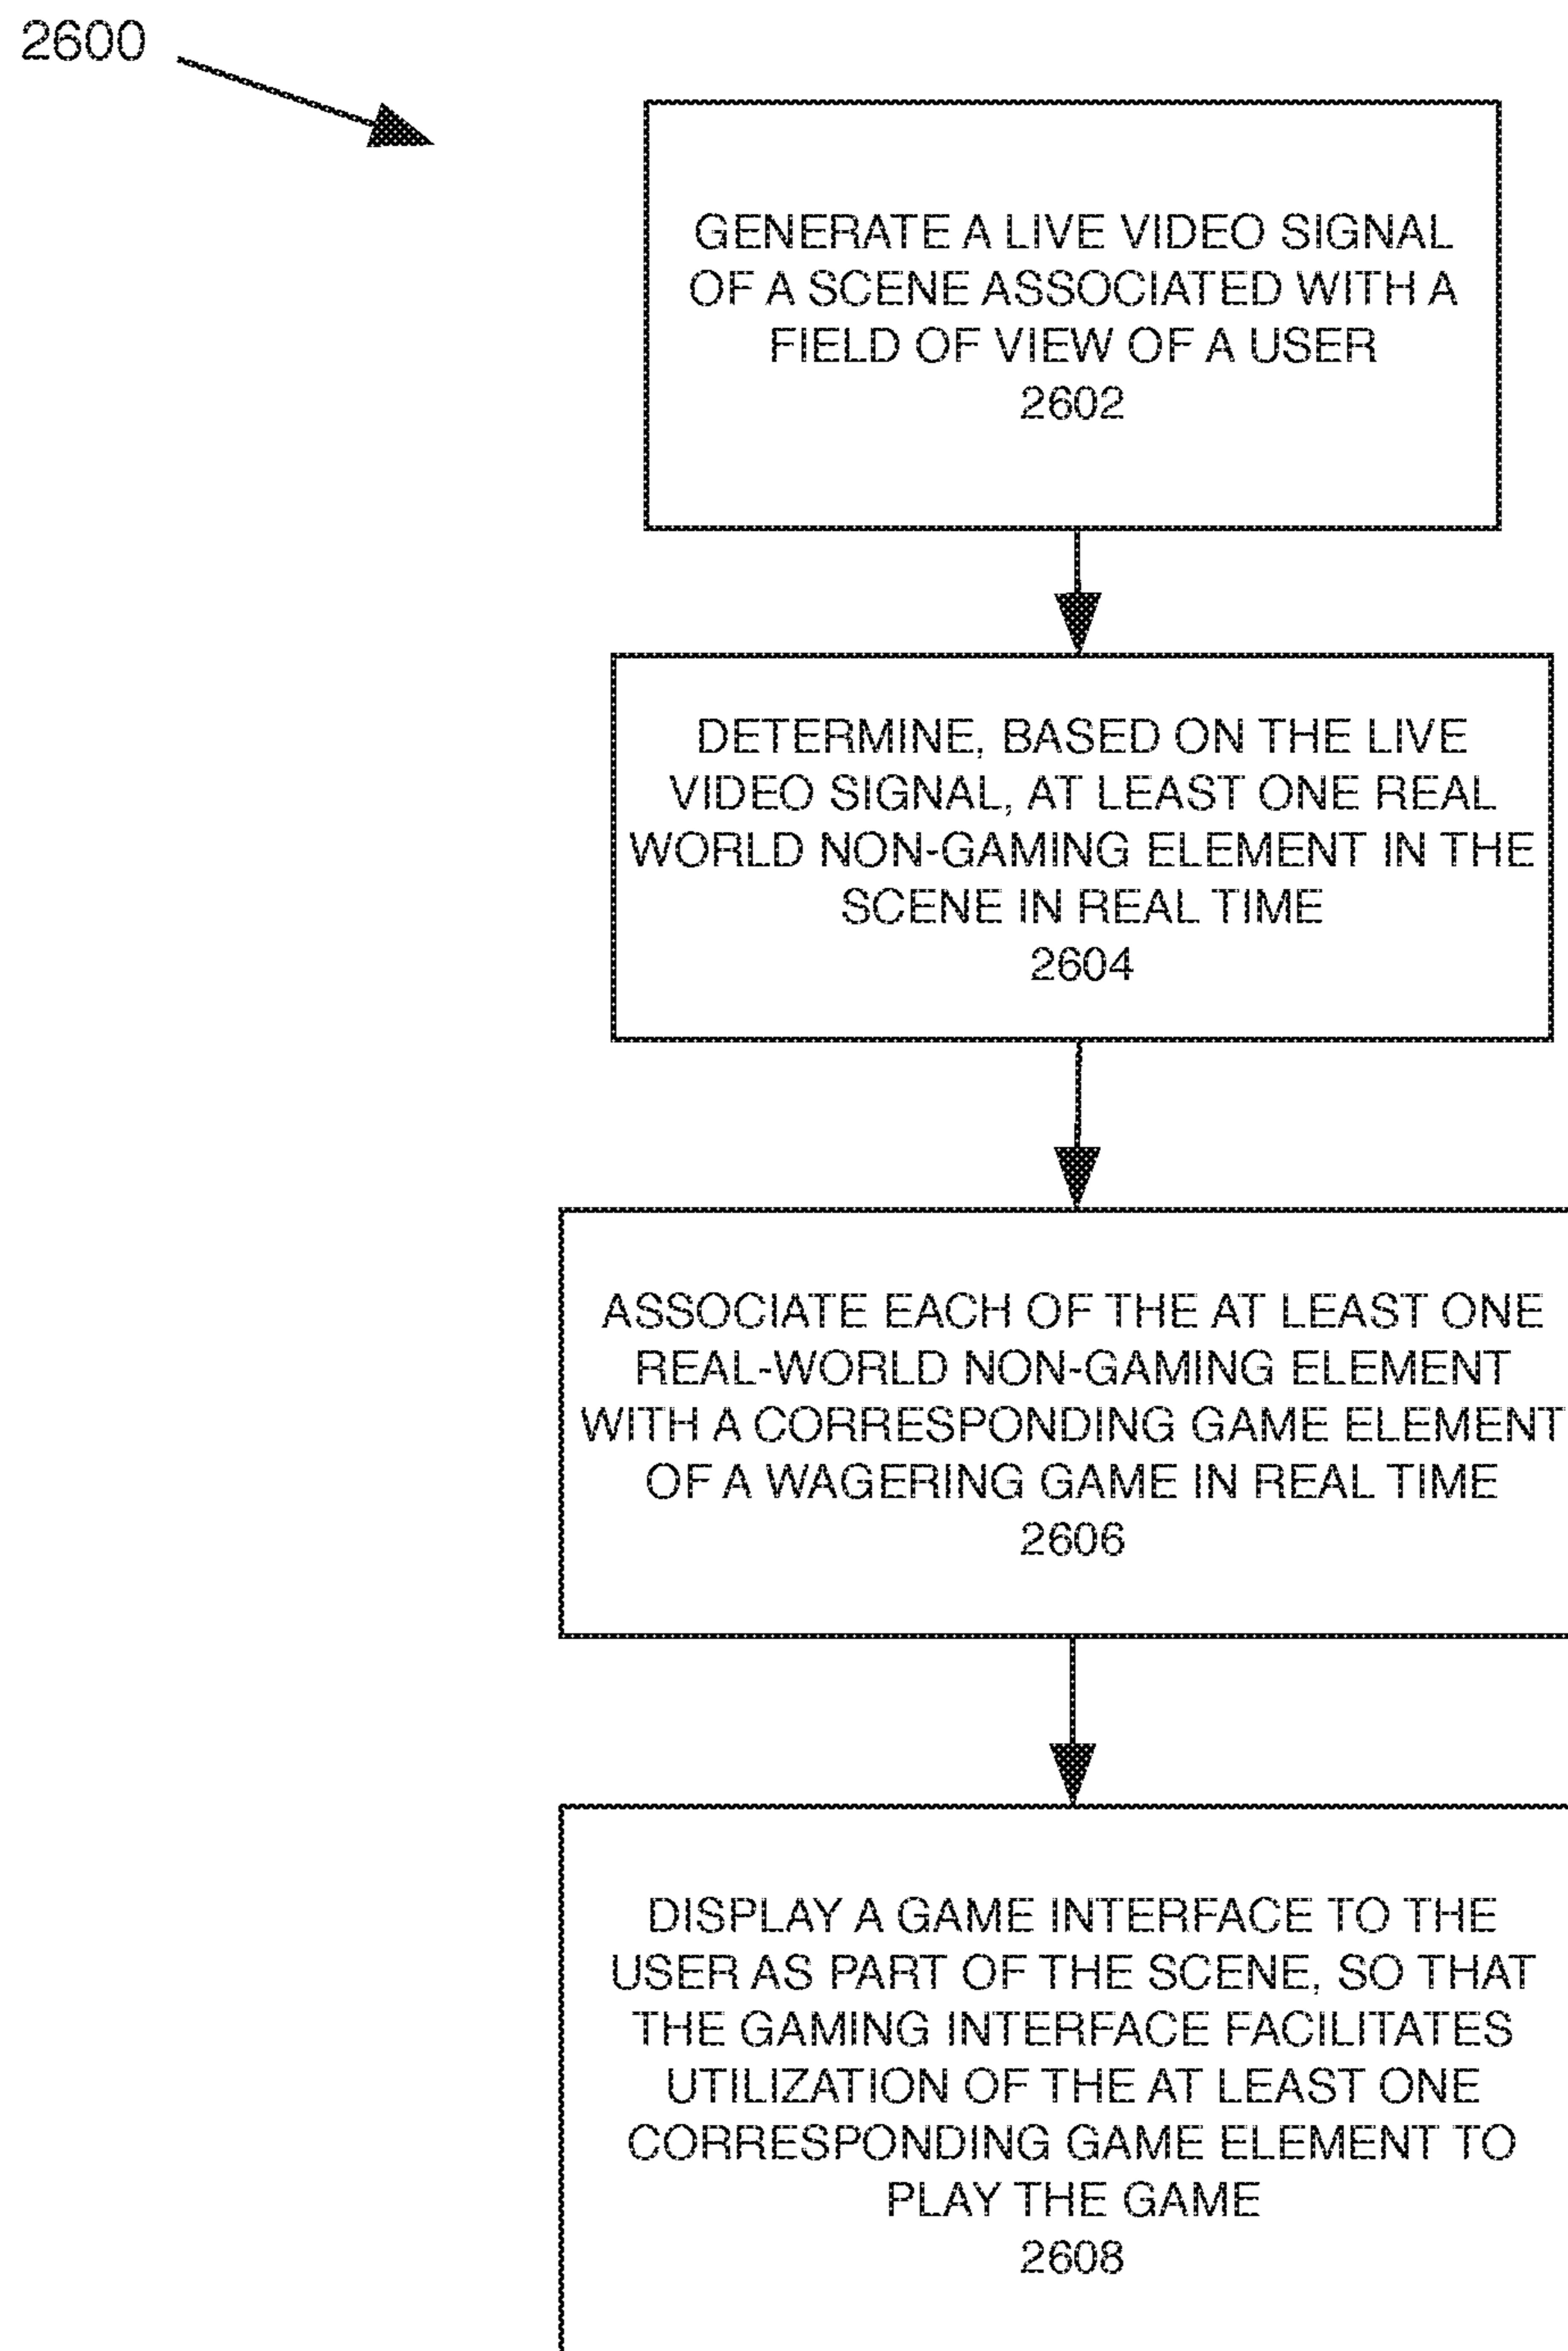 2600
GENERATE A LIVE VIDEO SIGNAL
OF A SCENE ASSOCIATED WITH A
FIELD OF VIEW OF A USER
2602
DETERMINE, BASED ON THE LIVE
VIDEO SIGNAL, AT LEAST ONE REAL
WORLD NON-GAMING ELEMENT IN THE
SCENE IN REAL TIME
2604
ASSOCIATE EACH OF THE AT LEAST ONE
REAL-WORLD NON-GAMING ELEMENT
WITH A CORRESPONDING GAME ELEMENT
OF A WAGERING GAME IN REAL TIME
2606
DISPLAY A GAME INTERFACE TO THE
USER AS PART OF THE SCENE, SO THAT
THE GAMING INTERFACE FACILITATES
UTILIZATION OF THE AT LEAST ONE
CORRESPONDING GAME ELEMENT TO
PLAY THE GAME
2608